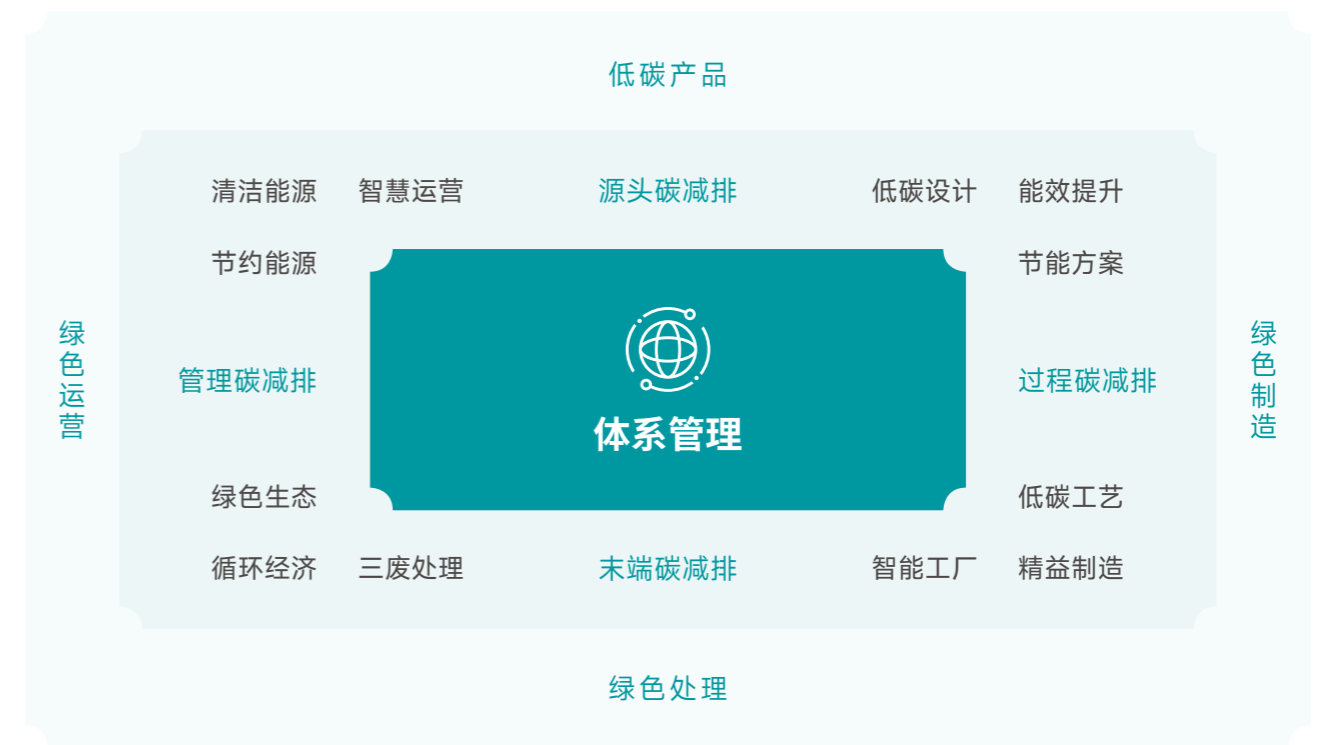 低碳产品
清洁能源 智慧运营 源头碳减排 低碳设计 能效提升
节约能源 节能方案
绿色运营
管理碳减排 体系管理 过程碳减排
绿色制造
绿色生态 低碳工艺
循环经济 三废处理 末端碳减排 智能工厂 精益制造
绿色处理